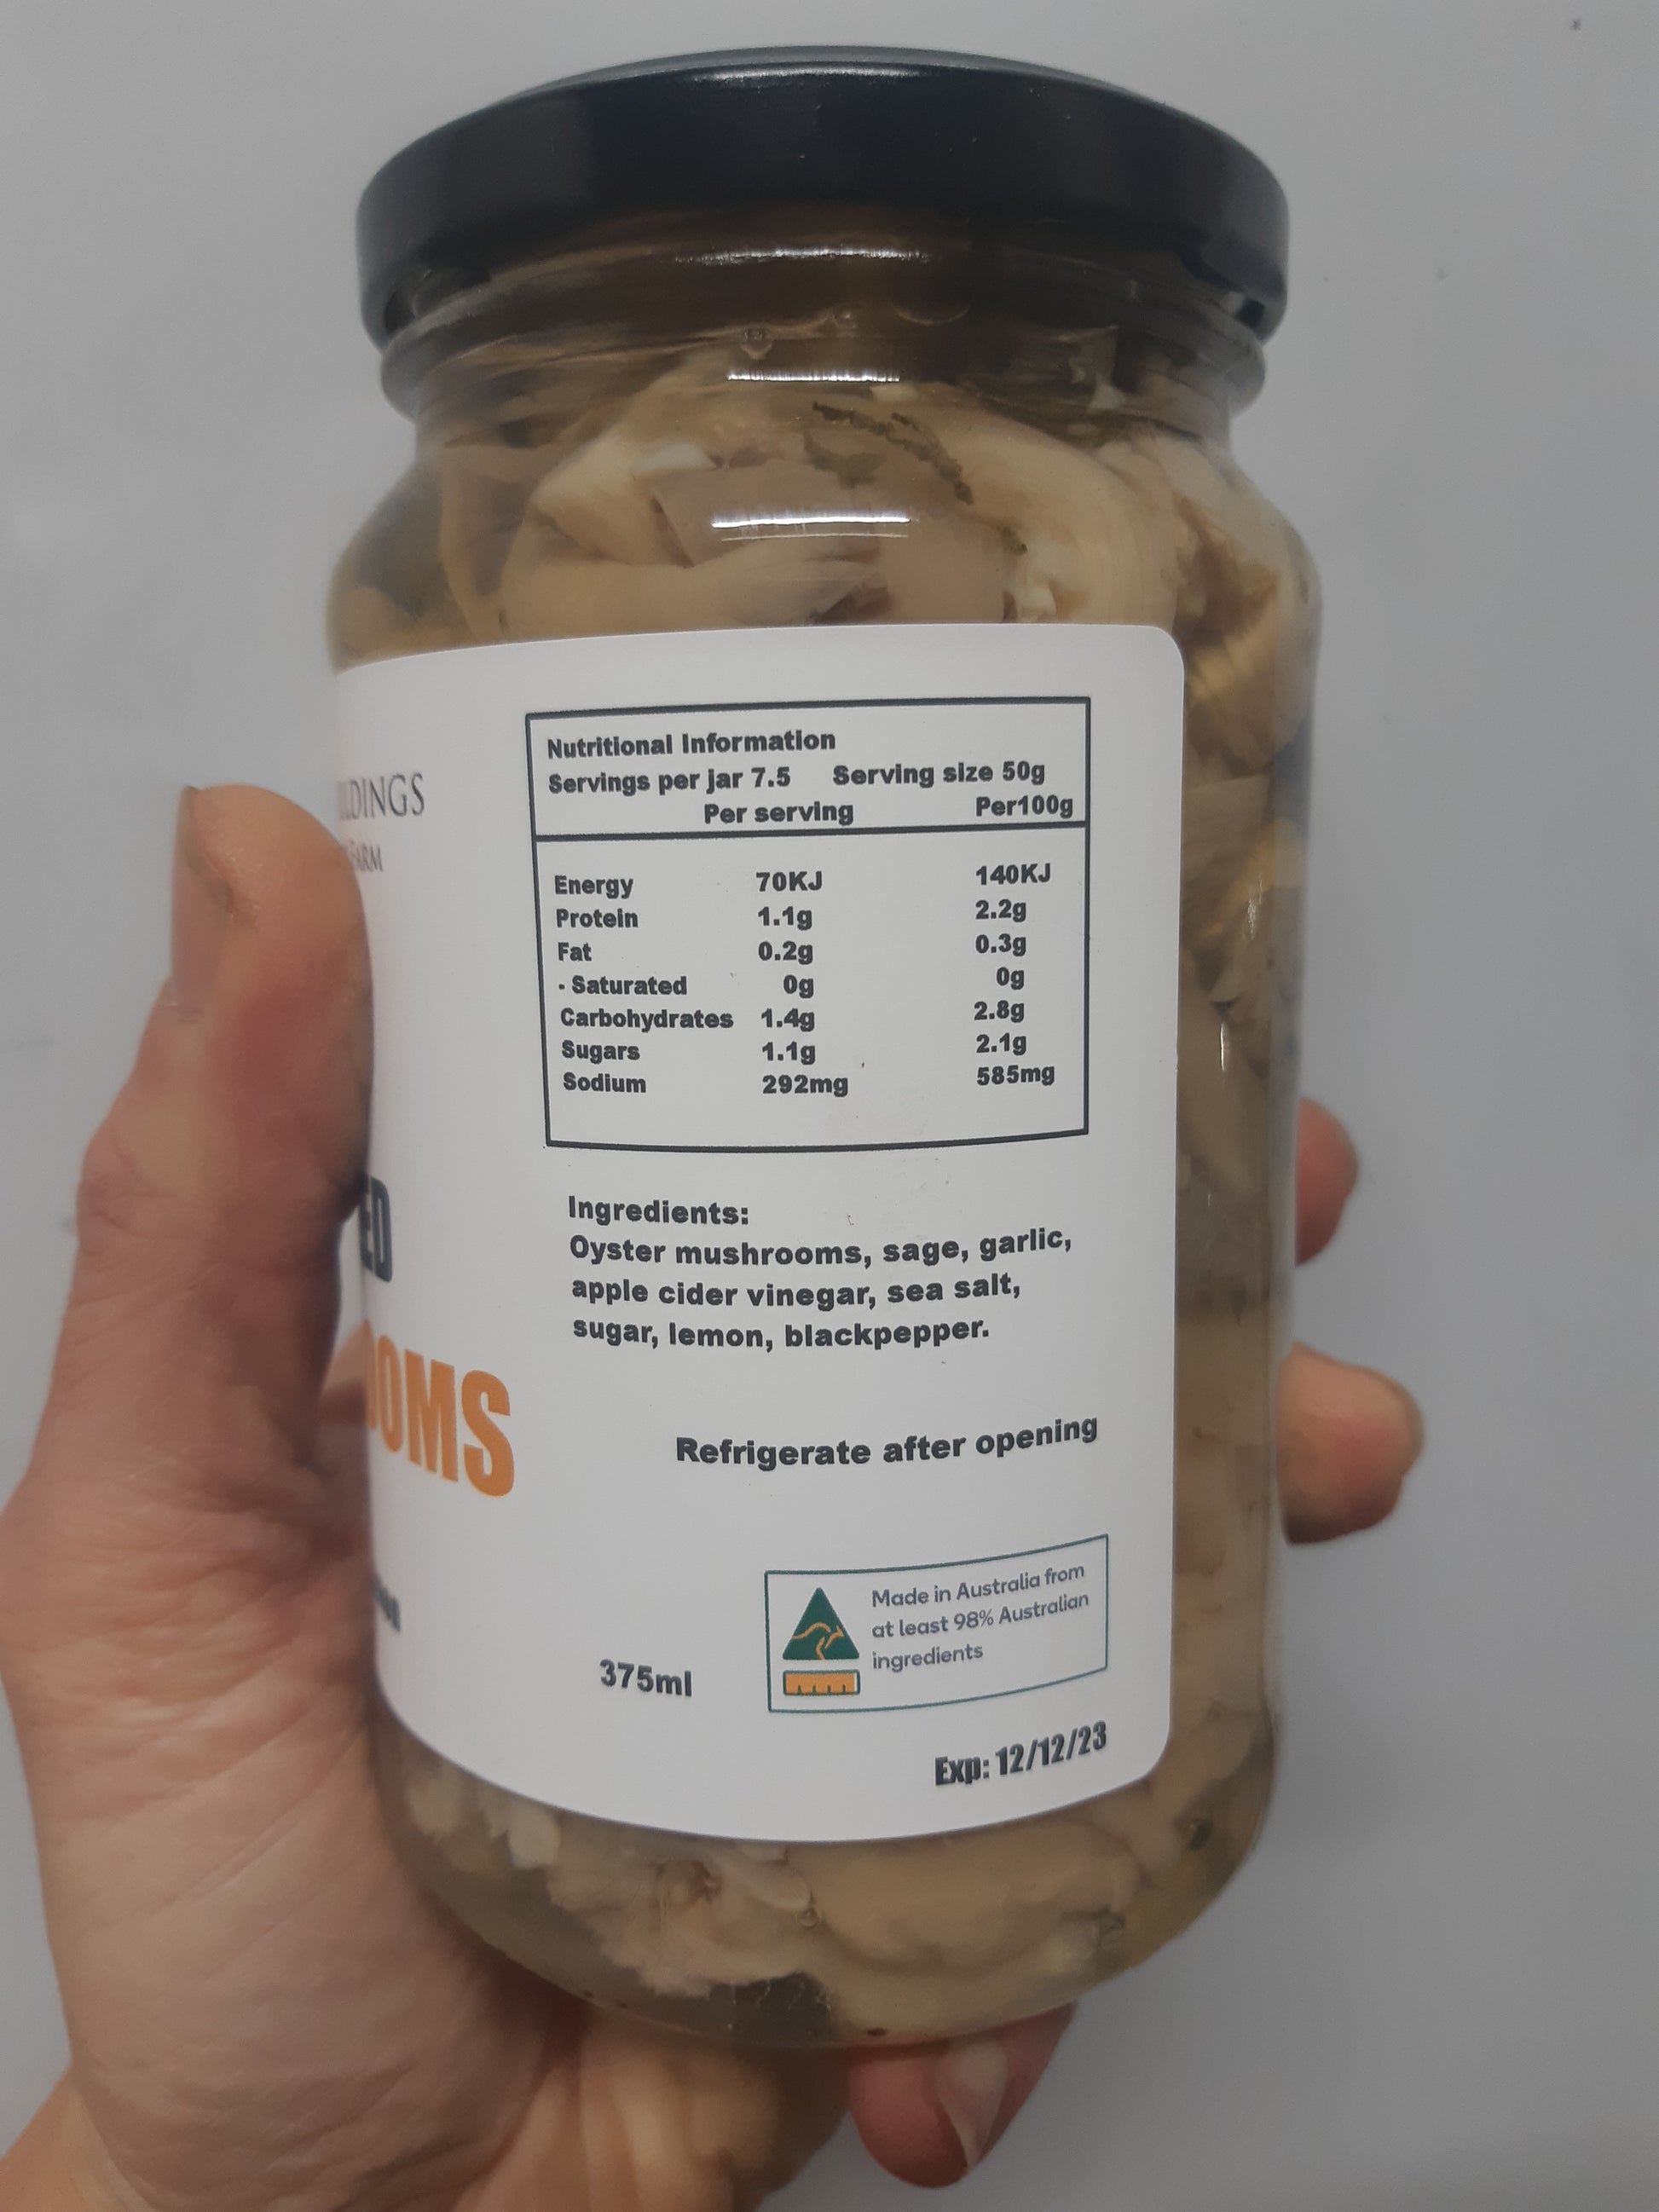 Nutritional Information
Servings per jar 7.5 Serving size 50g
Per serving Per100g
Energy 70KJ 140KJ
Protein 1.1g 2.2g
Fat 0.2g 0.3g
- Saturated 0g 0g
Carbohydrates 1.4g 2.8g
Sugars 1.1g 2.1g
Sodium 292mg 585mg
Ingredients:
Oyster mushrooms, sage, garlic,
apple cider vinegar, sea salt,
sugar, lemon, blackpepper.
Refrigerate after opening
Made in Australia from
at least 98% Australian
ingredients
375ml
Exp: 12/12/23